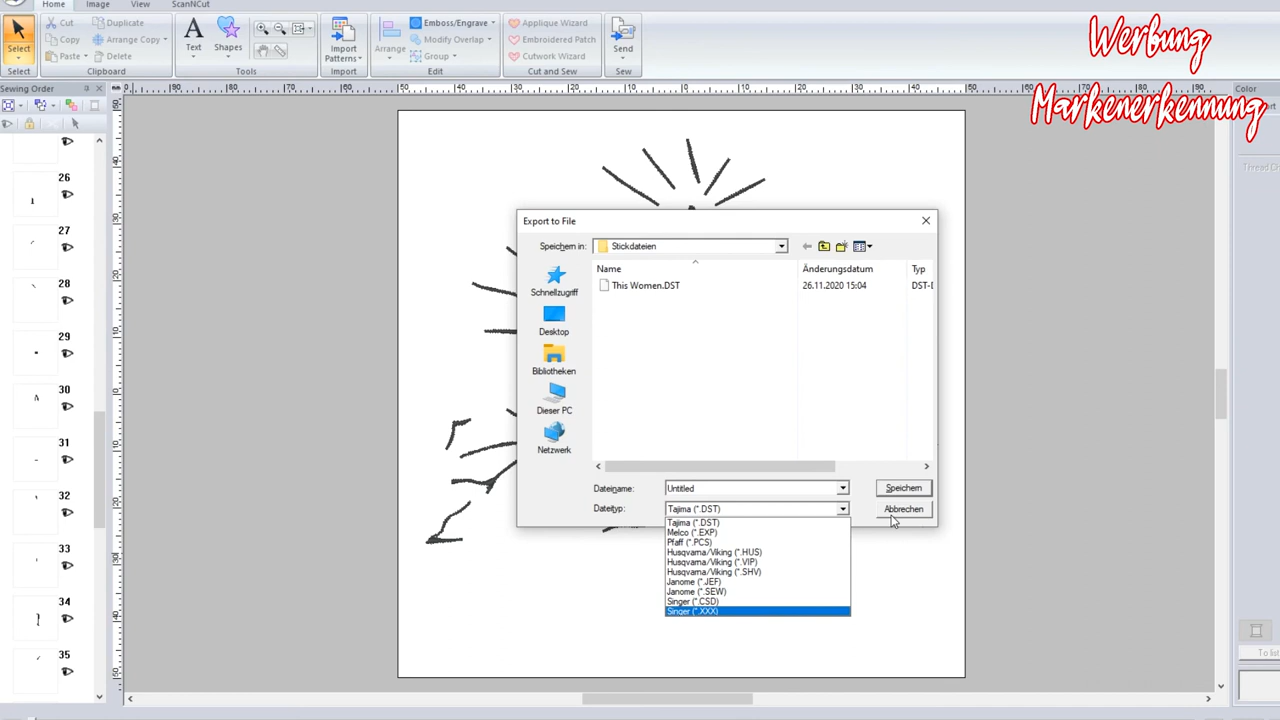 Home Image View ScanNCut
Cut Duplicate
Copy Arrange Copy
Paste Delete
Select
Select
Clipboard
Text
Shapes
Tools
Import
Patterns
Import
Arrange
Emboss/Engrave
Modify Overlap
Group
Edit
Applique Wizard
Embroidered Patch
Cutwork Wizard
Cut and Sew
Send
Sew
Werbung
Markenerkennung
Sewing Order
Color
Thread
26
27
28
29
30
31
32
33
34
35
Export to File
Speichern in: Stickdateien
Name Änderungsdatum Typ
This Women.DST 26.11.2020 15:04
Schnellzugriff
Desktop
Bibliotheken
Dieser PC
Netzwerk
Dateiname: Untitled Speichern
Dateityp: Tajima (*.DST) Abbrechen
Tajima (*.DST)
Melco (*.EXP)
Pfaff (*.PCS)
Husqvarna/Viking (*.HUS)
Husqvarna/Viking (*.VIP)
Husqvarna/Viking (*.SHV)
Janome (*.JEF)
Janome (*.SEW)
Singer (*.CSD)
Singer (*.XXX)
To list